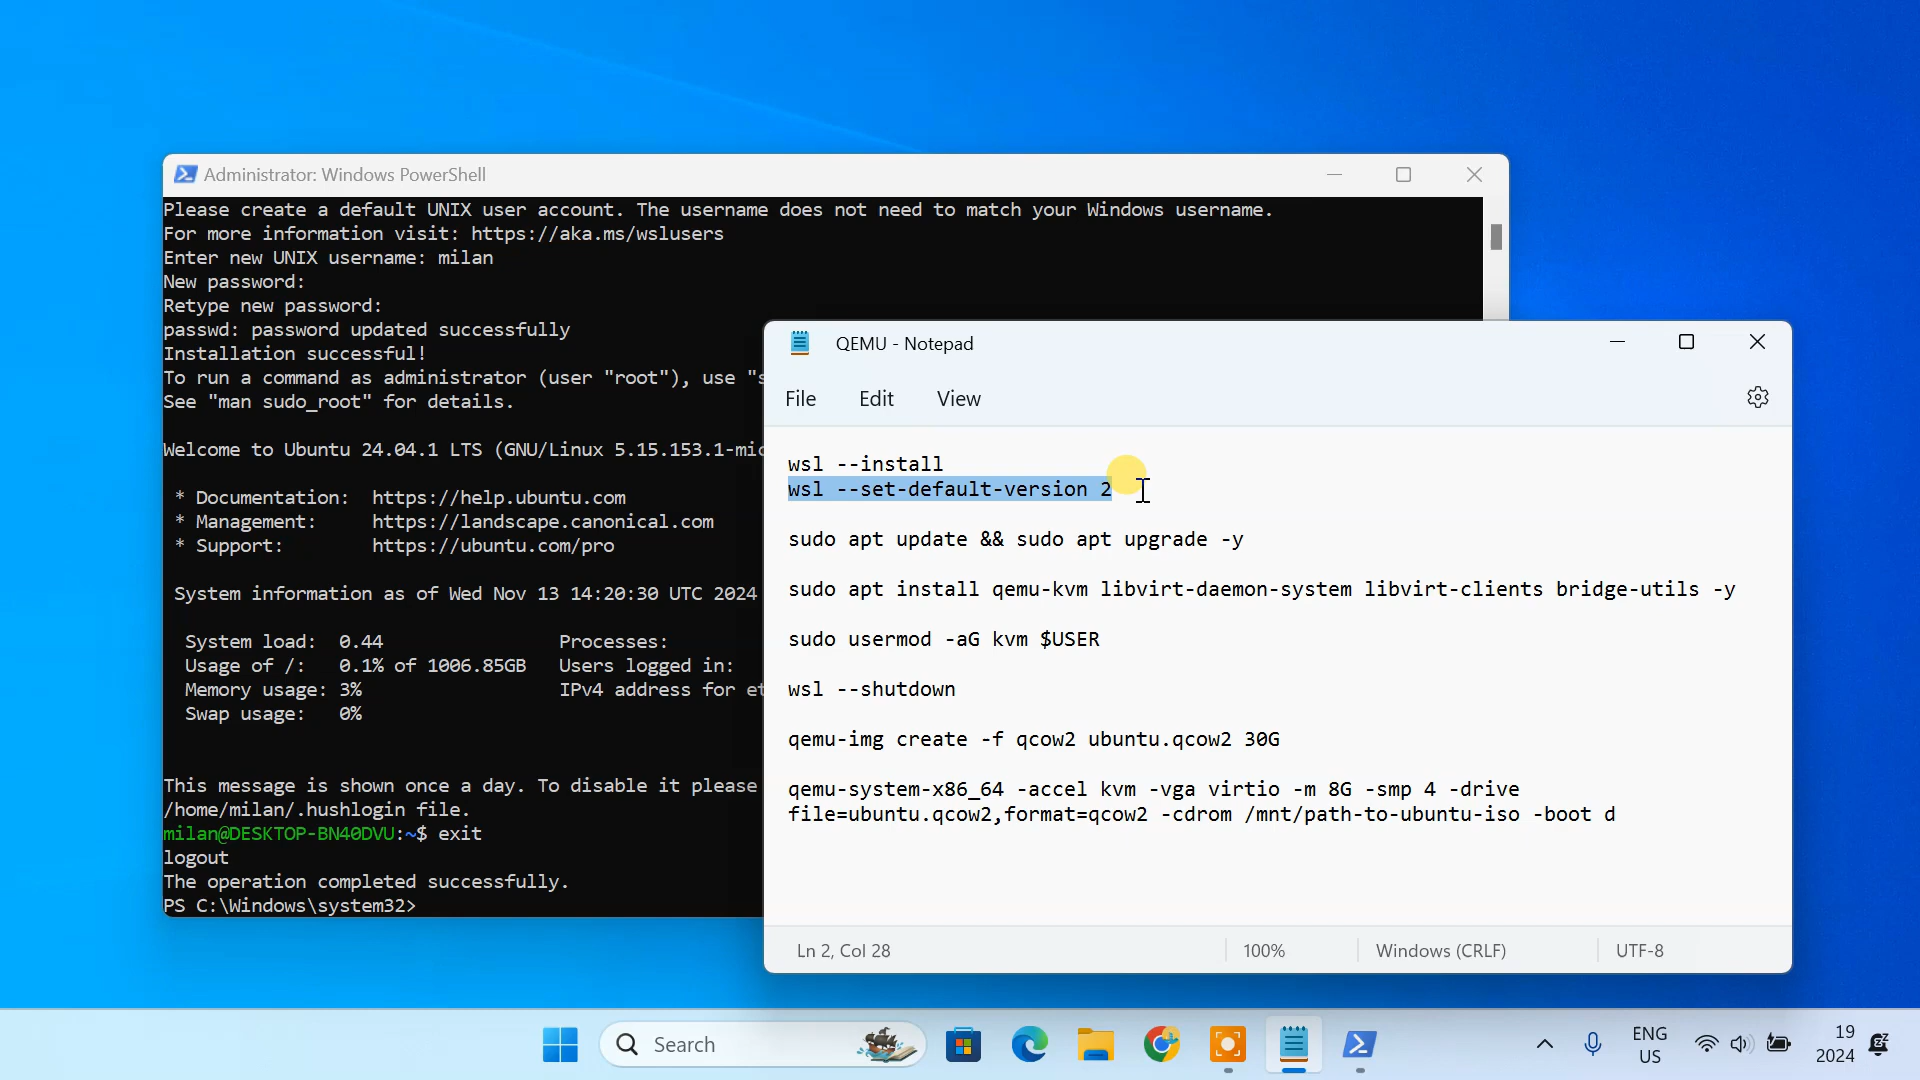 Administrator: Windows PowerShell
Please create a default UNIX user account. The username does not need to match your Windows username.
For more information visit: https://aka.ms/wslusers
Enter new UNIX username: milan
New password:
Retype new password:
passwd: password updated successfully
Installation successful!
To run a command as administrator (user "root"), use "s
See "man sudo_root" for details.
Welcome to Ubuntu 24.04.1 LTS (GNU/Linux 5.15.153.1-mic
* Documentation: https://help.ubuntu.com
* Management: https://landscape.canonical.com
* Support: https://ubuntu.com/pro
System information as of Wed Nov 13 14:20:30 UTC 2024
System load: 0.44 Processes:
Usage of /: 0.1% of 1006.85GB Users logged in:
Memory usage: 3% IPv4 address for et
Swap usage: 0%
This message is shown once a day. To disable it please
/home/milan/.hushlogin file.
milan@DESKTOP-BN40DVU:~$ exit
logout
The operation completed successfully.
PS C:\Windows\system32>
QEMU - Notepad
File Edit View
wsl --install
wsl --set-default-version 2
sudo apt update && sudo apt upgrade -y
sudo apt install qemu-kvm libvirt-daemon-system libvirt-clients bridge-utils -y
sudo usermod -aG kvm $USER
wsl --shutdown
qemu-img create -f qcow2 ubuntu.qcow2 30G
qemu-system-x86_64 -accel kvm -vga virtio -m 8G -smp 4 -drive
file=ubuntu.qcow2,format=qcow2 -cdrom /mnt/path-to-ubuntu-iso -boot d
Ln 2, Col 28 100% Windows (CRLF) UTF-8
Search
ENG
US
19
2024